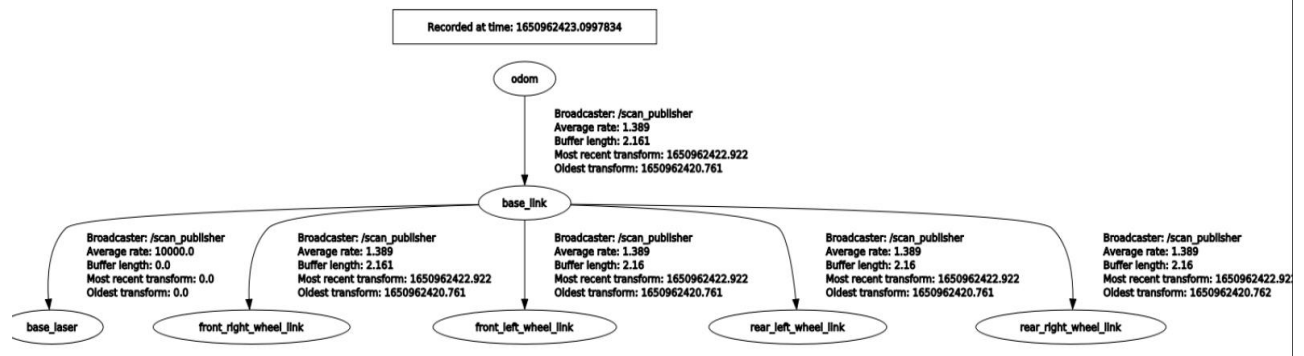 Recorded at time: 1650962423.0997834
odom
Broadcaster: /scan_publisher
Average rate: 1.389
Buffer length: 2.161
Most recent transform: 1650962422.922
Oldest transform: 1650962420.761
base_link
Broadcaster: /scan_publisher
Average rate: 10000.0
Buffer length: 0.0
Most recent transform: 0.0
Oldest transform: 0.0
Broadcaster: /scan_publisher
Average rate: 1.389
Buffer length: 2.161
Most recent transform: 1650962422.922
Oldest transform: 1650962420.761
Broadcaster: /scan_publisher
Average rate: 1.389
Buffer length: 2.16
Most recent transform: 1650962422.922
Oldest transform: 1650962420.761
Broadcaster: /scan_publisher
Average rate: 1.389
Buffer length: 2.16
Most recent transform: 1650962422.922
Oldest transform: 1650962420.761
Broadcaster: /scan_publisher
Average rate: 1.389
Buffer length: 2.16
Most recent transform:
Oldest transform: 1650962420.762
base_laser
front_right_wheel_link
front_left_wheel_link
rear_left_wheel_link
rear_right_wheel_link